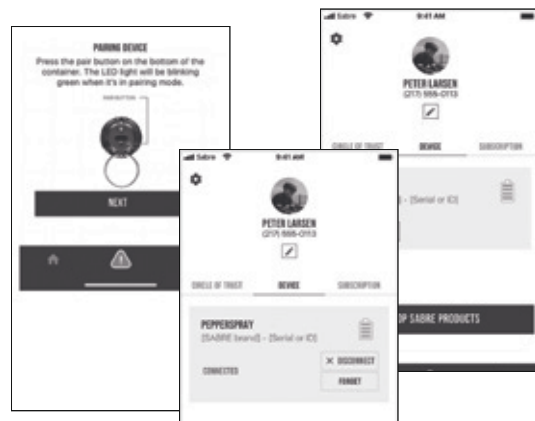 PAIRING DEVICE
Press the pair button on the bottom of the
container. The LED light will be blinking
green when it's in pairing mode.
PAIR BUTTON
NEXT
Sabre 9:41 AM
PETER LARSEN
(217) 555-0113
CIRCLE OF TRUST DEVICE SUBSCRIPTION
PEPPERSPRAY
[SABRE brand] - [Serial or ID]
CONNECTED
× DISCONNECT
FORGET
Sabre 9:41 AM
PETER LARSEN
(217) 555-0113
CIRCLE OF TRUST DEVICE SUBSCRIPTION
] - [Serial or ID]
OP SABRE PRODUCTS